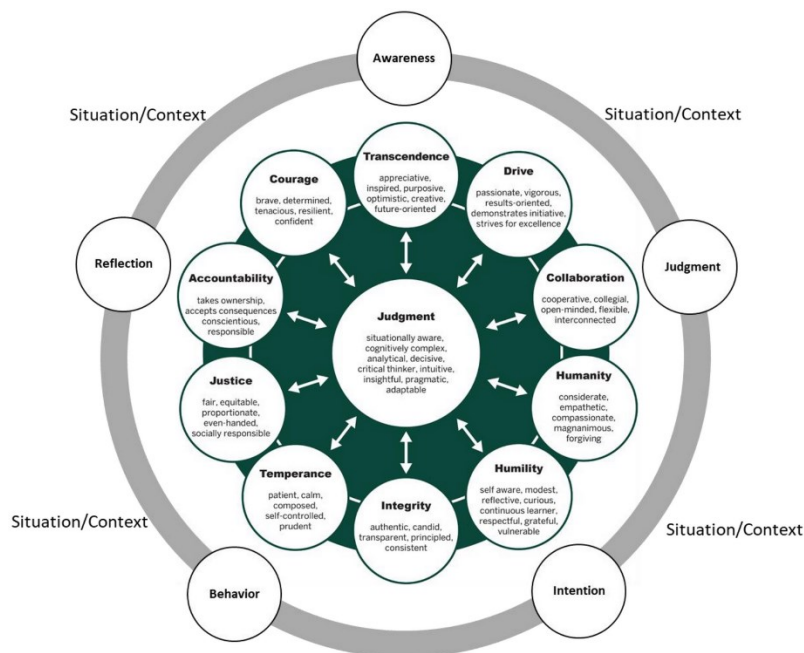 Awareness
Situation/Context
Situation/Context
Transcendence
appreciative,
inspired, purposive,
optimistic, creative,
future-oriented
Courage
brave, determined,
tenacious, resilient,
confident
Drive
passionate, vigorous,
results-oriented,
demonstrates initiative,
strives for excellence
Reflection
Judgment
Accountability
takes ownership,
accepts consequences
conscientious,
responsible
Collaboration
cooperative, collegial,
open-minded, flexible,
interconnected
Judgment
situationally aware,
cognitively complex,
analytical, decisive,
critical thinker, intuitive,
insightful, pragmatic,
adaptable
Justice
fair, equitable,
proportionate,
even-handed,
socially responsible
Humanity
considerate,
empathetic,
compassionate,
magnanimous,
forgiving
Temperance
patient, calm,
composed,
self-controlled,
prudent
Humility
self aware, modest,
reflective, curious,
continuous learner,
respectful, grateful,
vulnerable
Integrity
authentic, candid,
transparent, principled,
consistent
Situation/Context
Situation/Context
Behavior
Intention